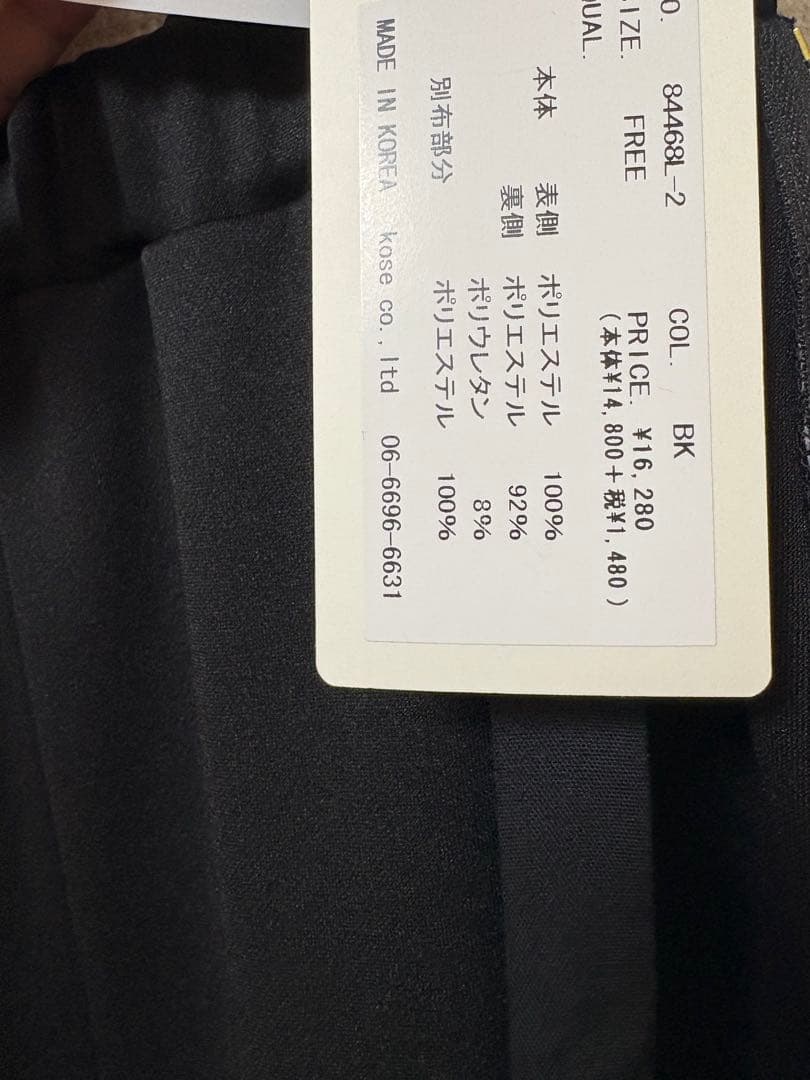 O. 84468L-2 COL. BK
SIZE. FREE PRICE. ¥16,280
(本体¥14,800+税¥1,480)
QUAL.
本体 表側 ポリエステル 100%
裏側 ポリエステル 92%
ポリウレタン 8%
別布部分 ポリエステル 100%
MADE IN KOREA kose co.,ltd 06-6696-6631